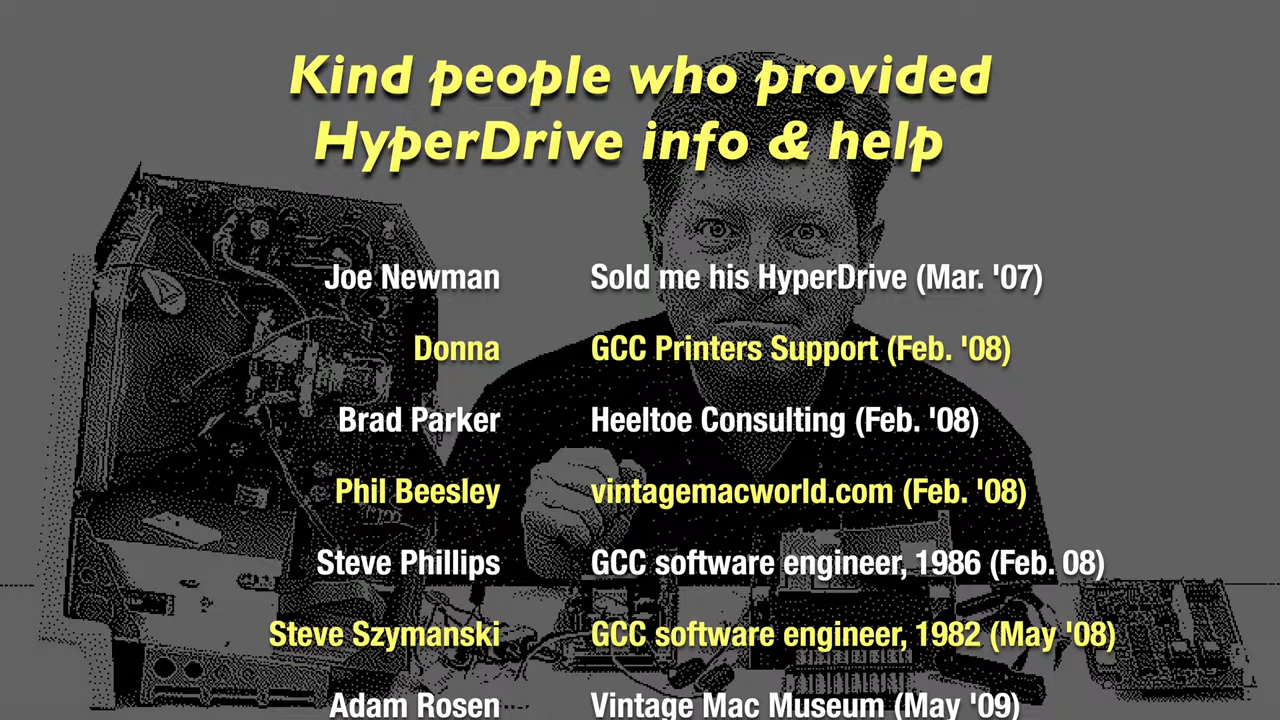 Kind people who provided
HyperDrive info & help
Joe Newman Sold me his HyperDrive (Mar. '07)
Donna GCC Printers Support (Feb. '08)
Brad Parker Heeltoe Consulting (Feb. '08)
Phil Beesley vintagemacworld.com (Feb. '08)
Steve Phillips GCC software engineer, 1986 (Feb. 08)
Steve Szymanski GCC software engineer, 1982 (May '08)
Adam Rosen Vintage Mac Museum (May '09)